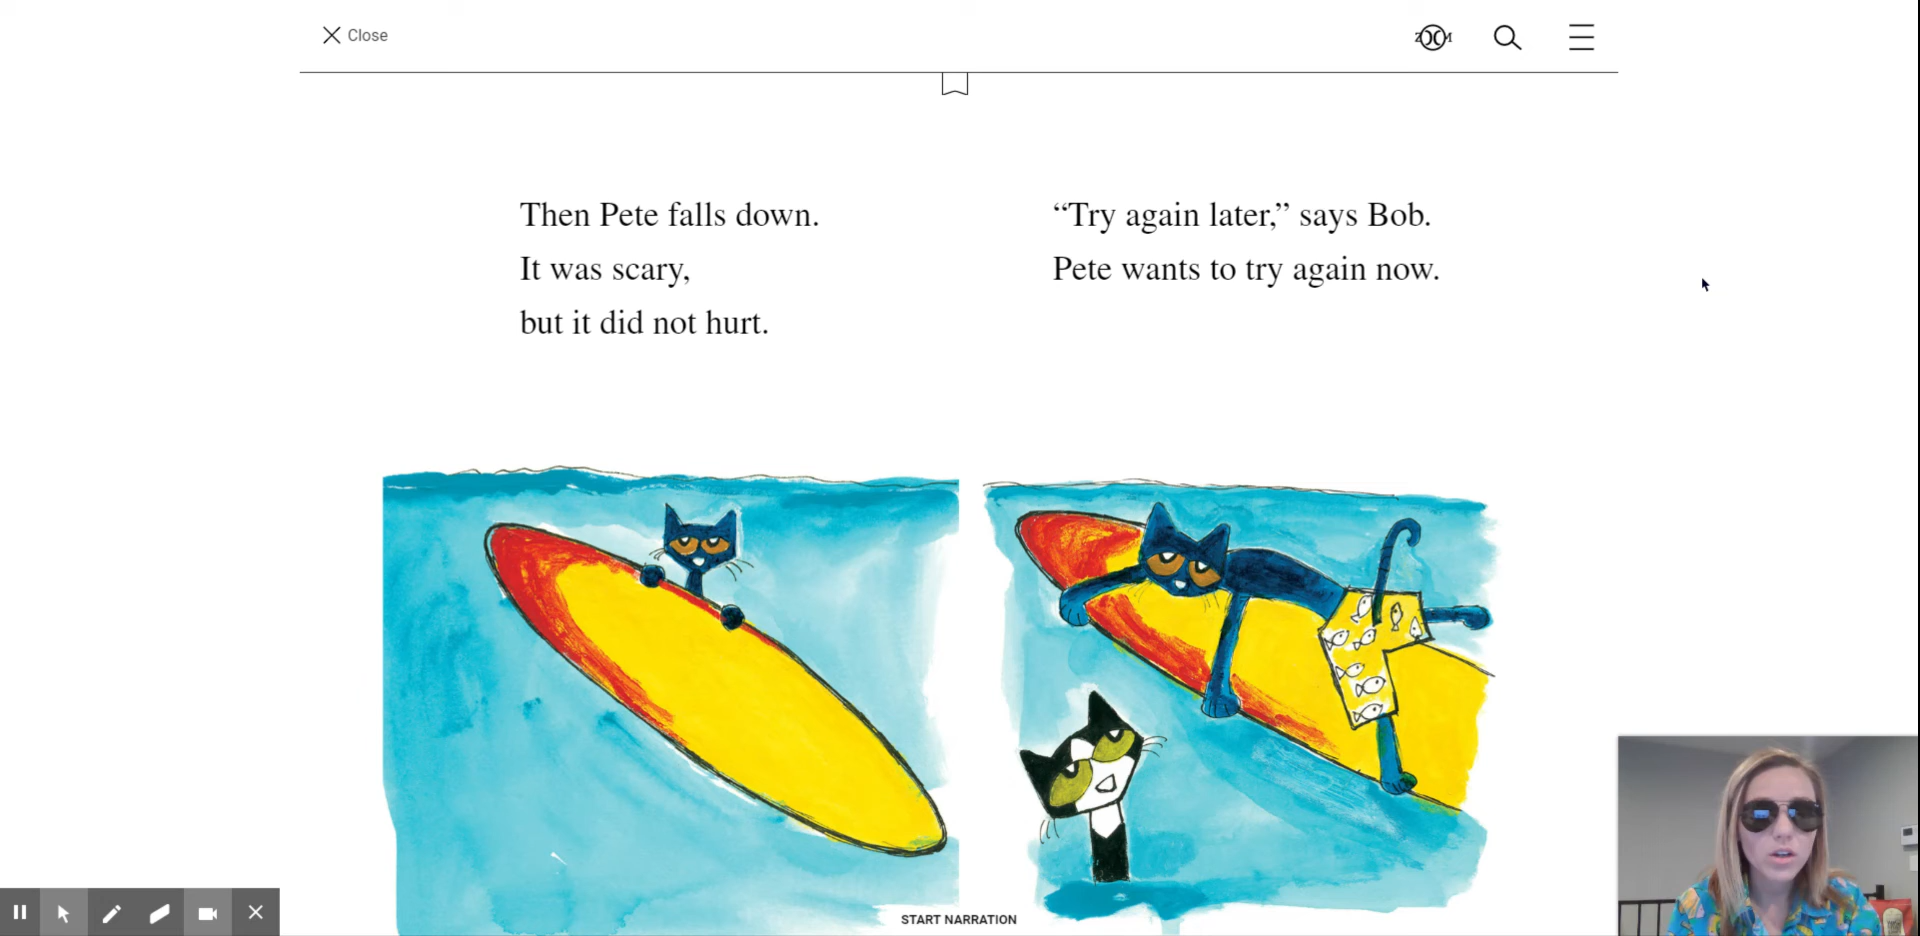 Close
ZOOM
Then Pete falls down.
It was scary,
but it did not hurt.
“Try again later,” says Bob.
Pete wants to try again now.
START NARRATION